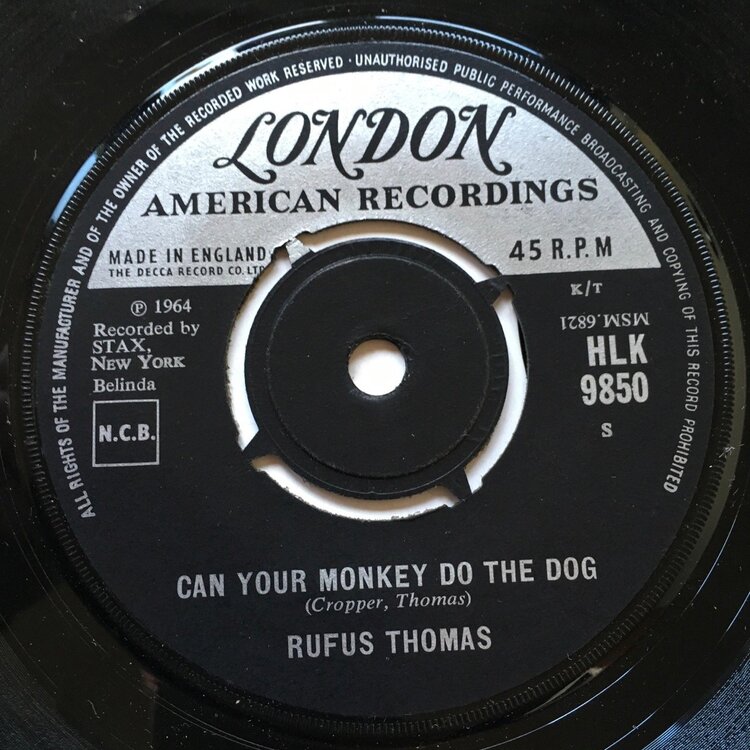 ALL RIGHTS OF THE MANUFACTURER AND OF THE OWNER OF THE RECORDED WORK RESERVED · UNAUTHORISED PUBLIC PERFORMANCE BROADCASTING AND COPYING OF THIS RECORD PROHIBITED
LONDON
AMERICAN RECORDINGS
MADE IN ENGLAND
THE DECCA RECORD CO. LTD
45 R.P.M
K/T
℗ 1964
Recorded by
STAX,
NEW YORK
Belinda
N.C.B.
MSM.6821
HLK
9850
S
CAN YOUR MONKEY DO THE DOG
(Cropper, Thomas)
RUFUS THOMAS